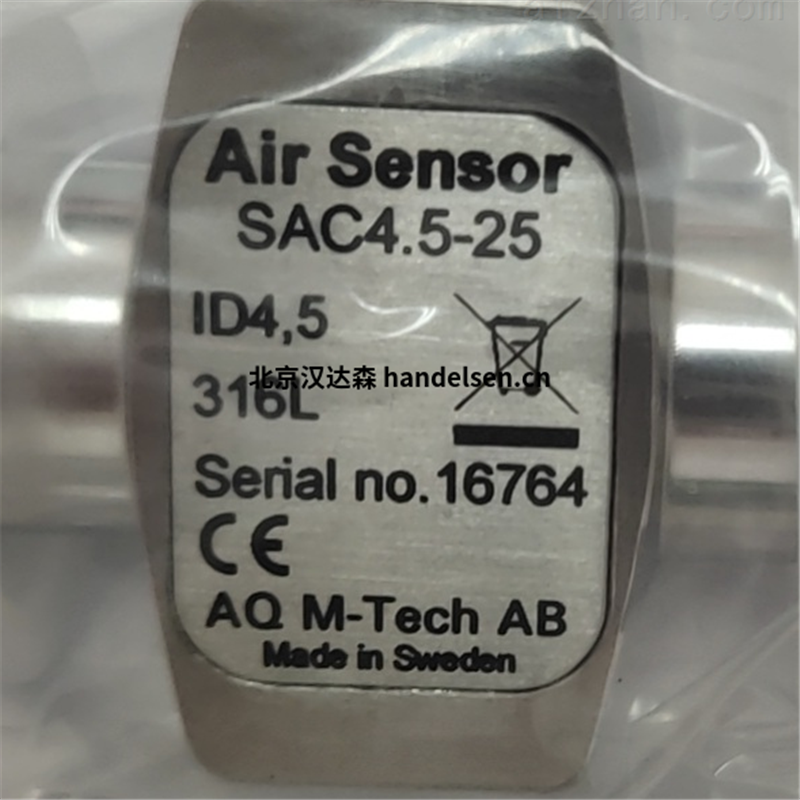 Air Sensor
SAC4.5-25
ID4,5
北京汉达森 handelsen.cn
316L
Serial no.16764
CE
AQ M-Tech AB
Made in Sweden